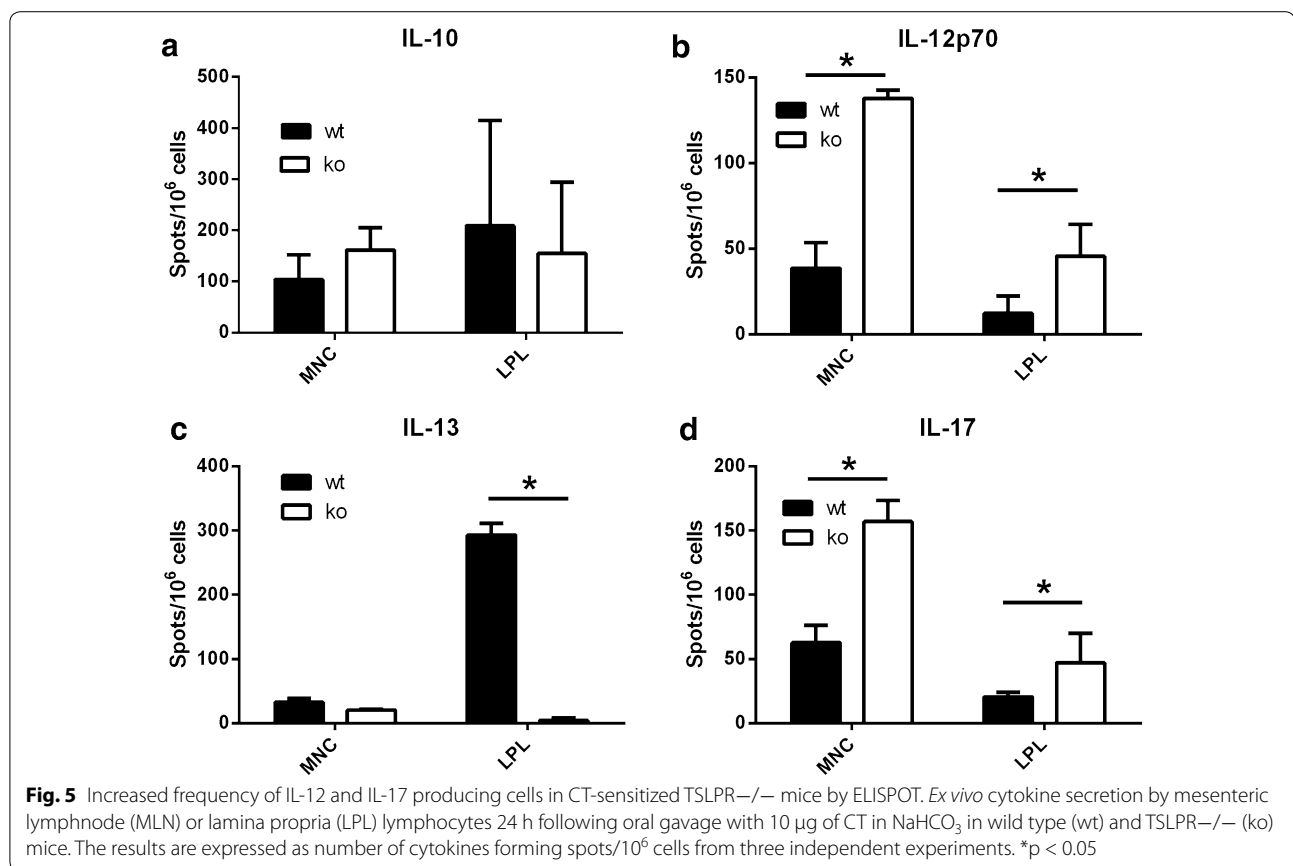 a
IL-10
500
400
300
200
100
0
Spots/10⁶ cells
wt
ko
MNC
LPL
b
IL-12p70
150
100
50
0
Spots/10⁶ cells
*
*
wt
ko
MNC
LPL
c
IL-13
400
300
200
100
0
Spots/10⁶ cells
*
wt
ko
MNC
LPL
d
IL-17
200
150
100
50
0
Spots/10⁶ cells
*
*
wt
ko
MNC
LPL
Fig. 5 Increased frequency of IL-12 and IL-17 producing cells in CT-sensitized TSLPR−/− mice by ELISPOT. Ex vivo cytokine secretion by mesenteric
lymphnode (MLN) or lamina propria (LPL) lymphocytes 24 h following oral gavage with 10 μg of CT in NaHCO₃ in wild type (wt) and TSLPR−/− (ko)
mice. The results are expressed as number of cytokines forming spots/10⁶ cells from three independent experiments. *p < 0.05